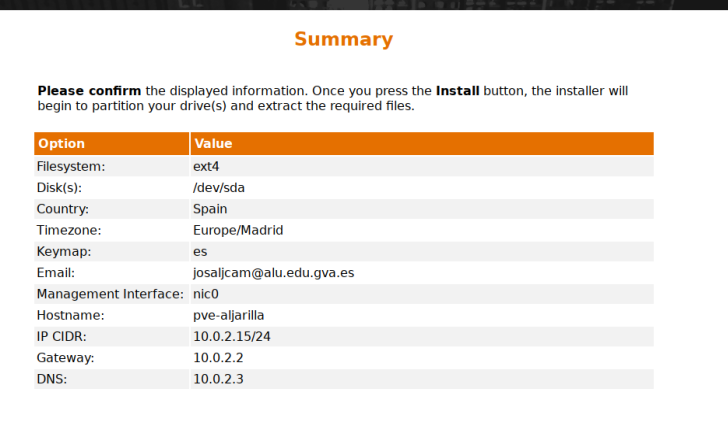 Summary
Please confirm the displayed information. Once you press the Install button, the installer will
begin to partition your drive(s) and extract the required files.
Option Value
Filesystem: ext4
Disk(s): /dev/sda
Country: Spain
Timezone: Europe/Madrid
Keymap: es
Email: josaljcam@alu.edu.gva.es
Management Interface: nic0
Hostname: pve-aljarilla
IP CIDR: 10.0.2.15/24
Gateway: 10.0.2.2
DNS: 10.0.2.3